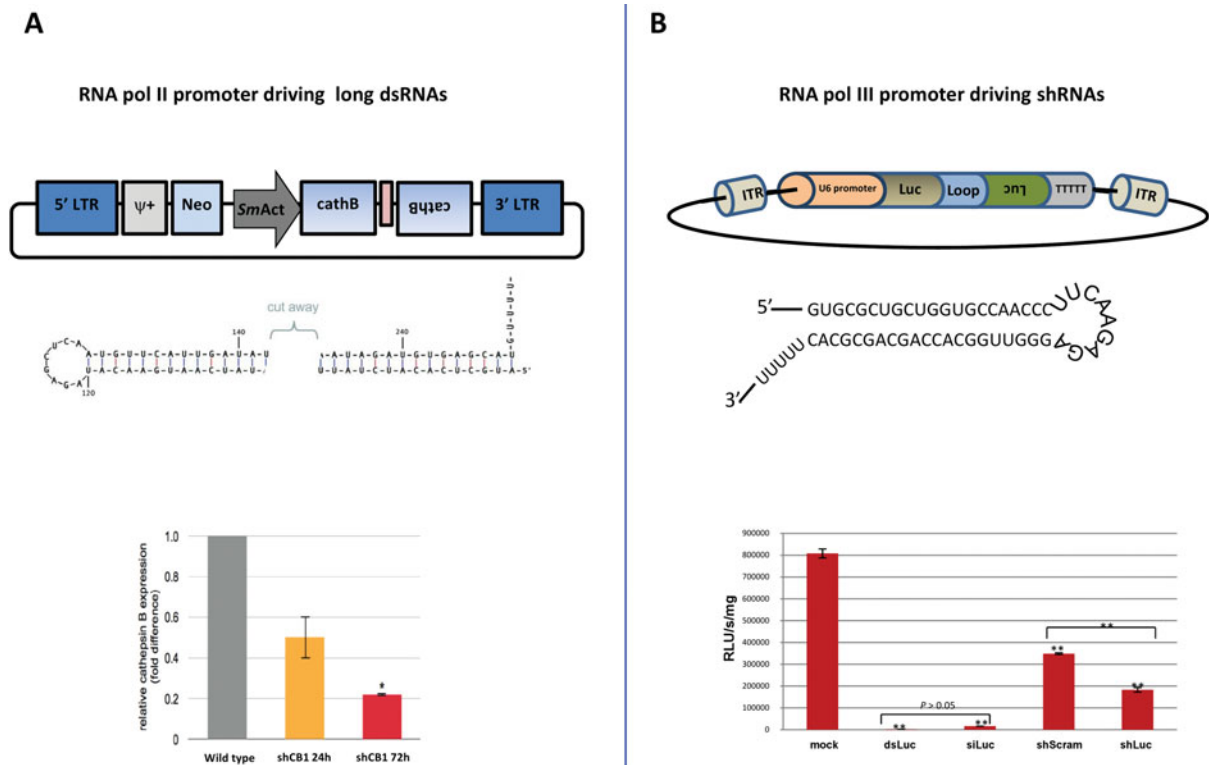 A
RNA pol II promoter driving long dsRNAs
5' LTR ψ+ Neo SmAct cathB cathB 3' LTR
cut away
140 240
120
5'
relative cathepsin B expression
(fold difference)
1.0
0.8
0.6
0.4
0.2
0
*
Wild type shCB1 24h shCB1 72h
B
RNA pol III promoter driving shRNAs
ITR U6 promoter Luc Loop Luc TTTTT ITR
5' GUGCGCUGCUGGUGCCAACCC UUCAAGAGA
3' UUUUU CACGCGACGACCACGGUUGGG
RLU/s/mg
900000
800000
700000
600000
500000
400000
300000
200000
100000
0
P > 0.05
** ** ** ** **
mock dsLuc siLuc shScram shLuc